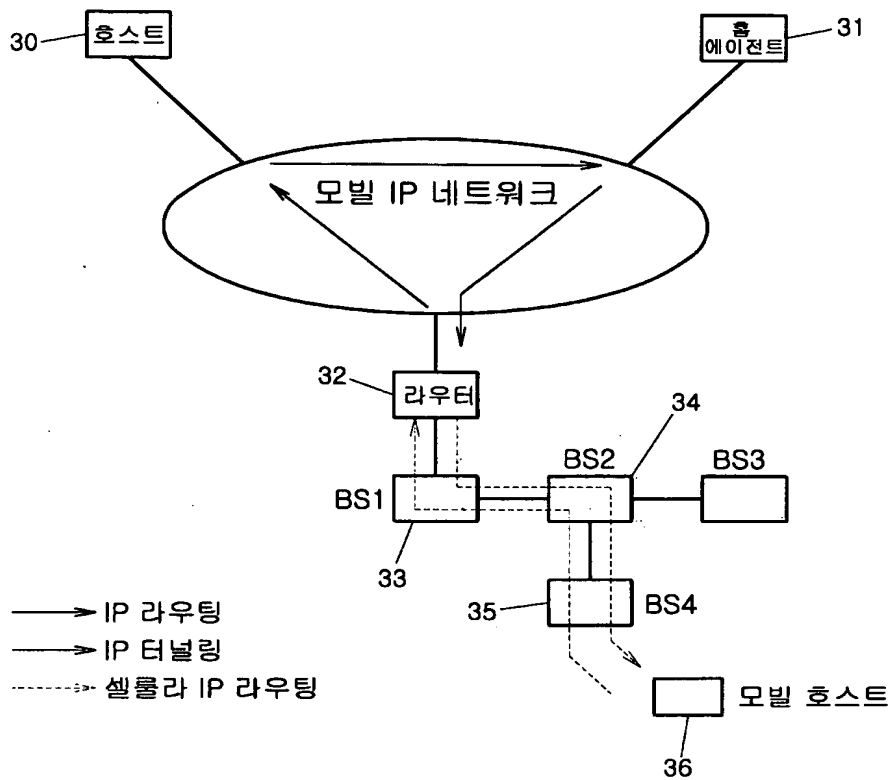 30
호스트
홈
에이전트
31
모빌 IP 네트워크
32
라우터
34
BS2
BS3
BS1
33
35
BS4
IP 라우팅
IP 터널링
셀룰라 IP 라우팅
모빌 호스트
36